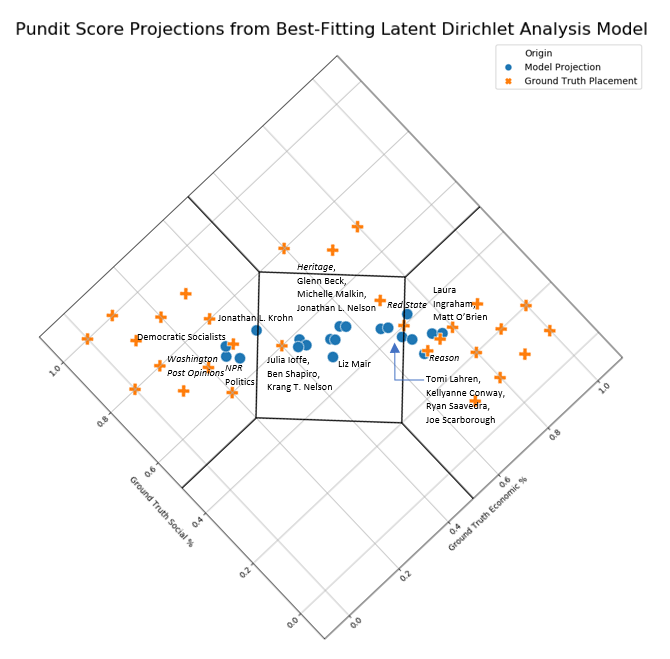 Pundit Score Projections from Best-Fitting Latent Dirichlet Analysis Model
Origin
Model Projection
Ground Truth Placement
Heritage,
Glenn Beck,
Michelle Malkin,
Jonathan L. Nelson
Red State
Laura
Ingraham,
Matt O'Brien
Jonathan L. Krohn
Democratic Socialists
Washington
Post Opinions
NPR
Politics
Julia Ioffe,
Ben Shapiro,
Krang T. Nelson
Liz Mair
Reason
Tomi Lahren,
Kellyanne Conway,
Ryan Saavedra,
Joe Scarborough
1.0
0.8
0.6
0.4
0.2
0.0
Ground Truth Social %
0.0
0.2
0.4
0.6
0.8
1.0
Ground Truth Economic %